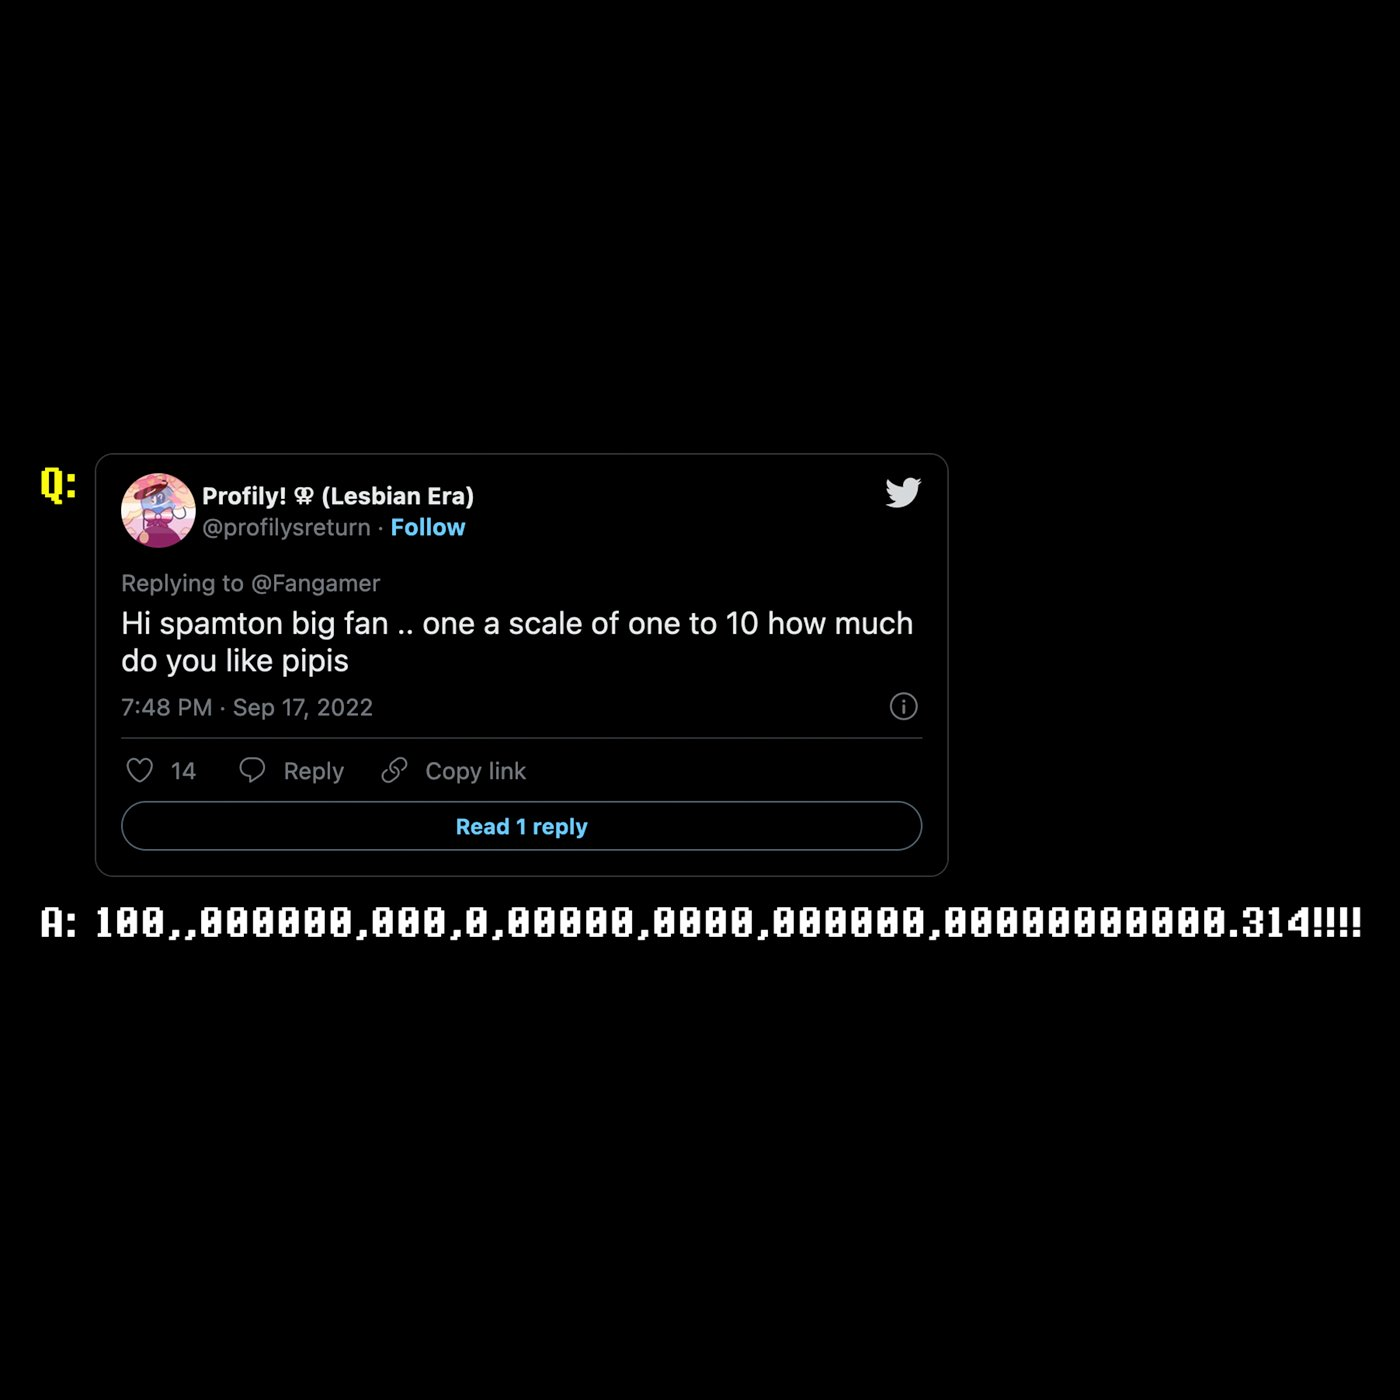 Q:
Profily! ⚢ (Lesbian Era)
@profilysreturn · Follow
Replying to @Fangamer
Hi spamton big fan .. one a scale of one to 10 how much
do you like pipis
7:48 PM · Sep 17, 2022
14 Reply Copy link
Read 1 reply
A: 100,,000000,000,0,00000,0000,000000,00000000000.314!!!!